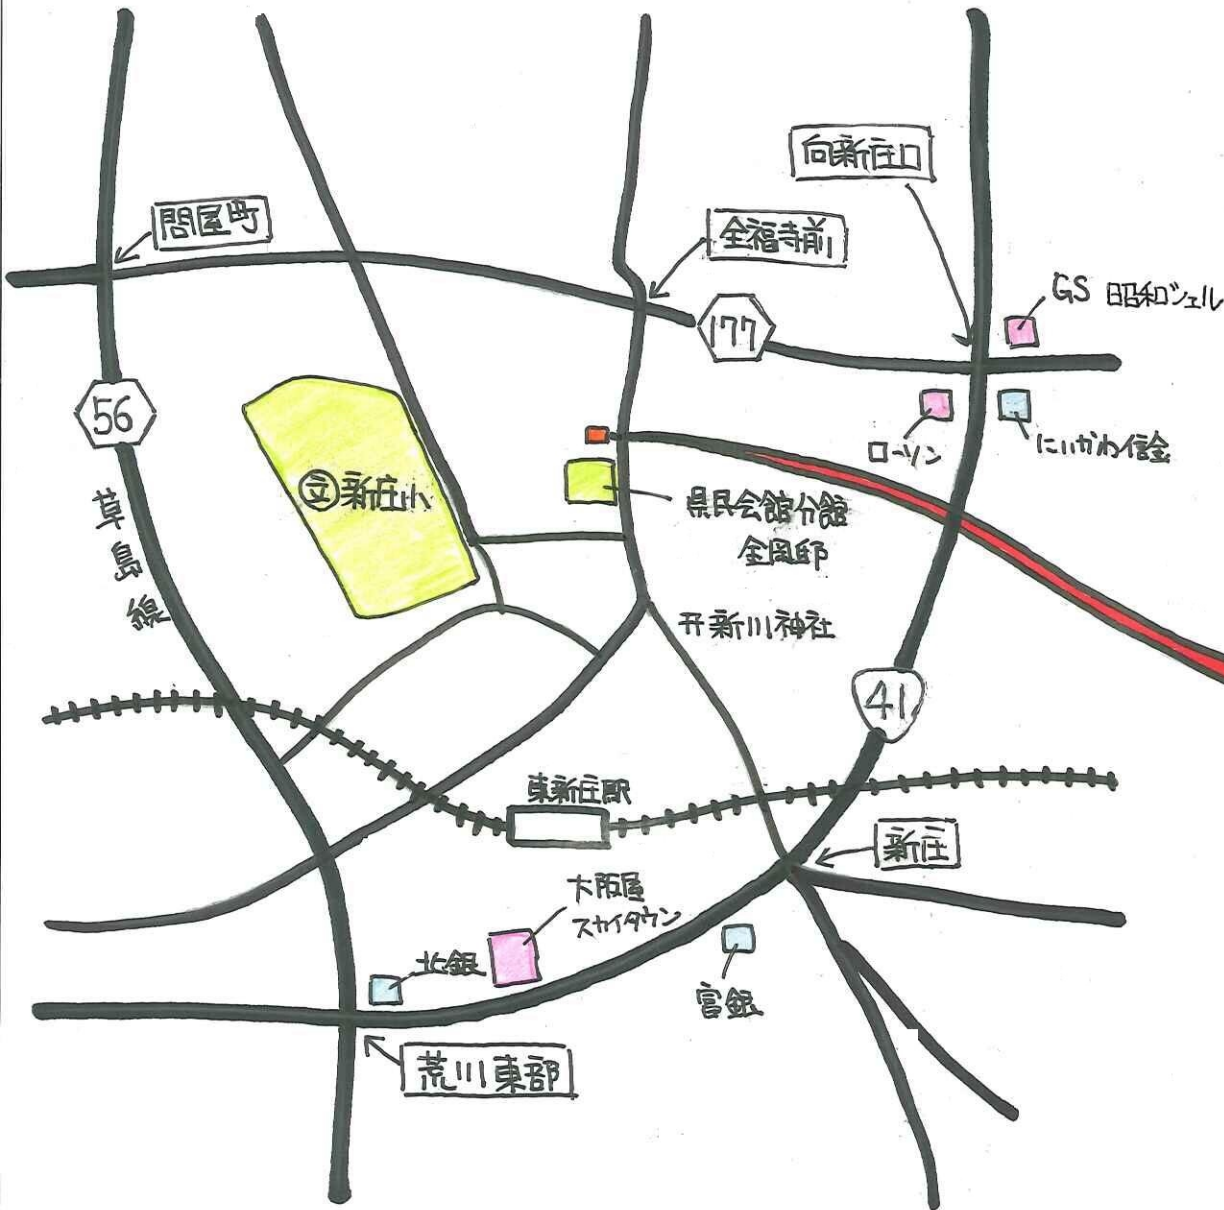 向新庄口
問屋町
全福寺前
GS 昭和シェル
177
56
ローソン
にいかわ信金
立新庄小
草島線
県民会館分館
金岡邸
⛩新川神社
41
東新庄駅
新庄
大阪屋
スカイタウン
北銀
富銀
荒川東部